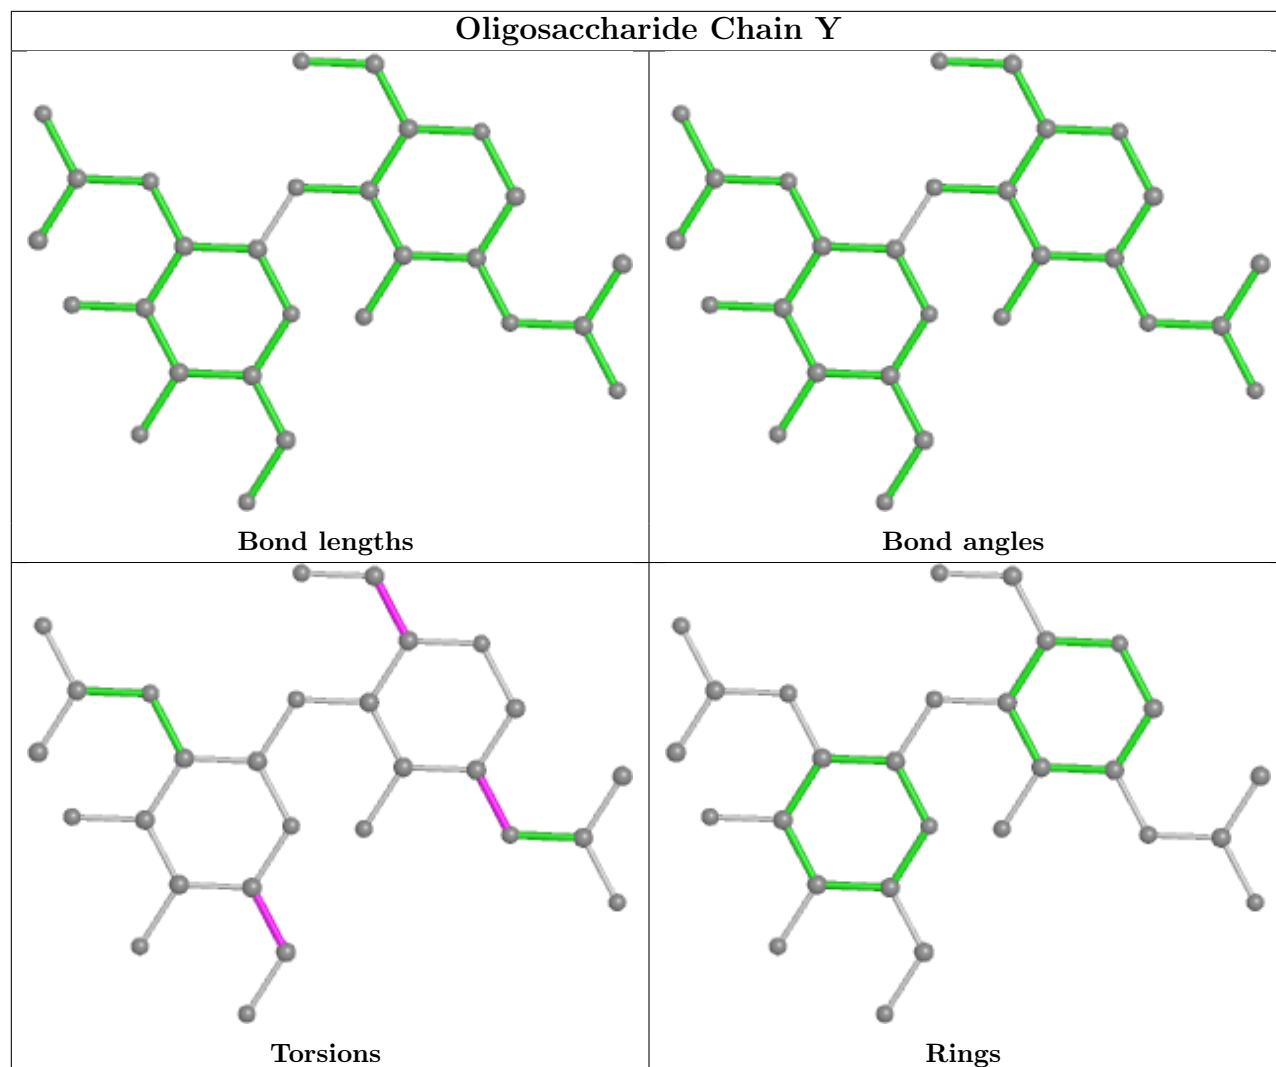 Oligosaccharide Chain Y
Bond lengths
Bond angles
Torsions
Rings